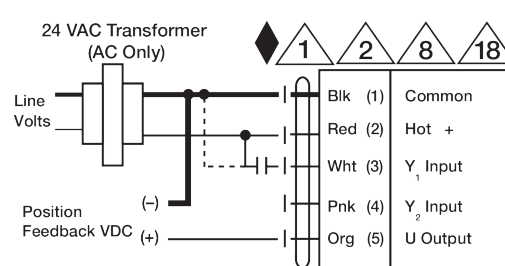 24 VAC Transformer
(AC Only)
1 2 8 18
Line
Volts
Blk (1) Common
Red (2) Hot +
Wht (3) Y1 Input
Pnk (4) Y2 Input
Org (5) U Output
Position
Feedback VDC
(–)
(+)